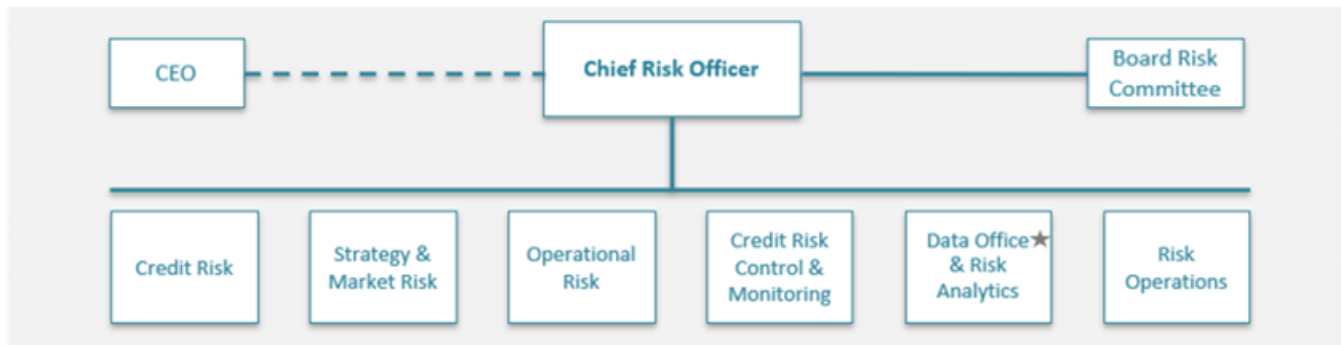 CEO
Chief Risk Officer
Board Risk
Committee
Credit Risk
Strategy &
Market Risk
Operational
Risk
Credit Risk
Control &
Monitoring
Data Office
& Risk
Analytics
Risk
Operations